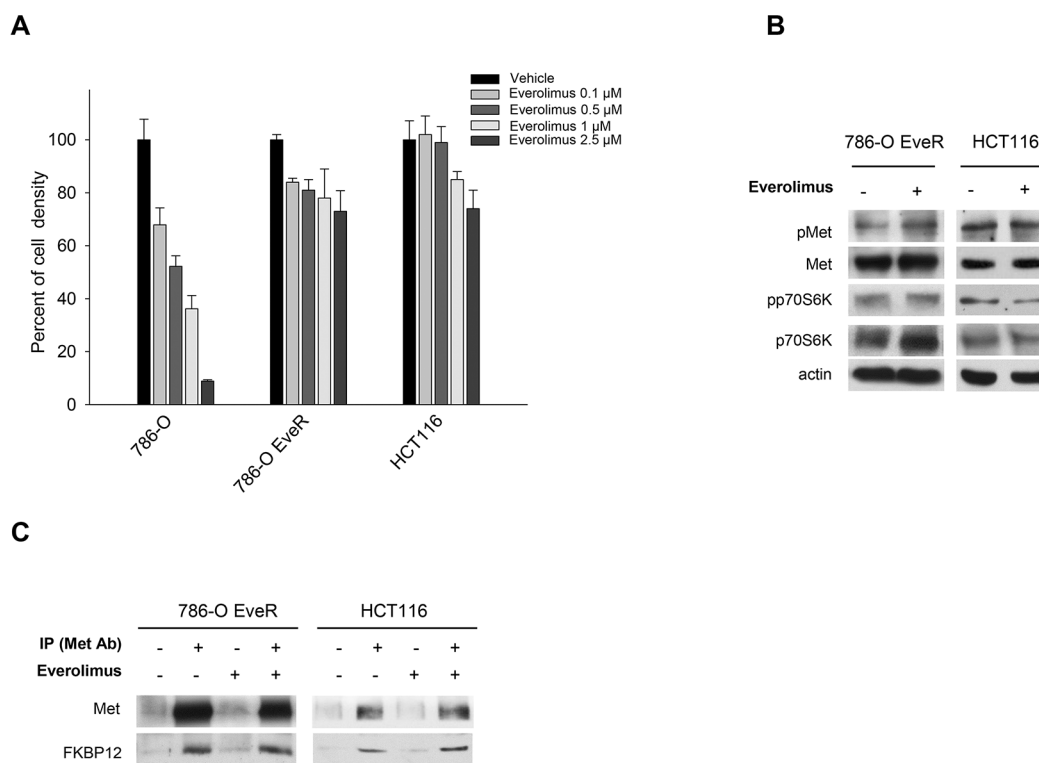 A
Vehicle
Everolimus 0.1 µM
Everolimus 0.5 µM
Everolimus 1 µM
Everolimus 2.5 µM
Percent of cell density
100
80
60
40
20
0
786-O
786-O EveR
HCT116
B
786-O EveR HCT116
Everolimus - + - +
pMet
Met
pp70S6K
p70S6K
actin
C
786-O EveR HCT116
IP (Met Ab) - + - + - + - +
Everolimus - - + + - - + +
Met
FKBP12